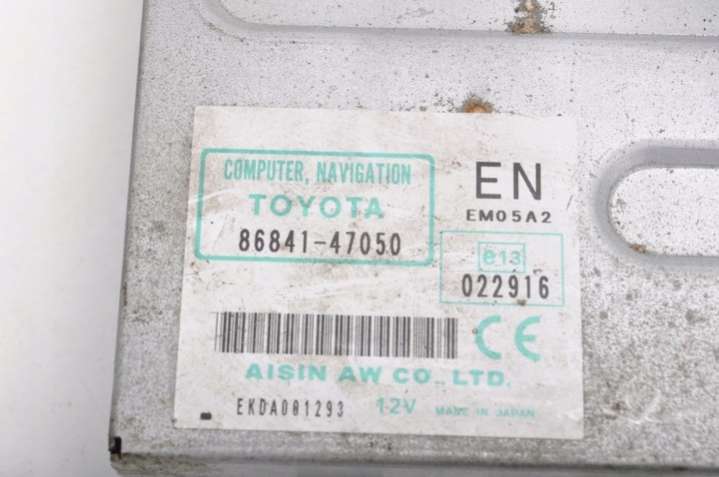 COMPUTER, NAVIGATION
TOYOTA
86841-47050
EN
EM05A2
e13
022916
CE
AISIN AW CO., LTD.
EKDA081293 12V MADE IN JAPAN